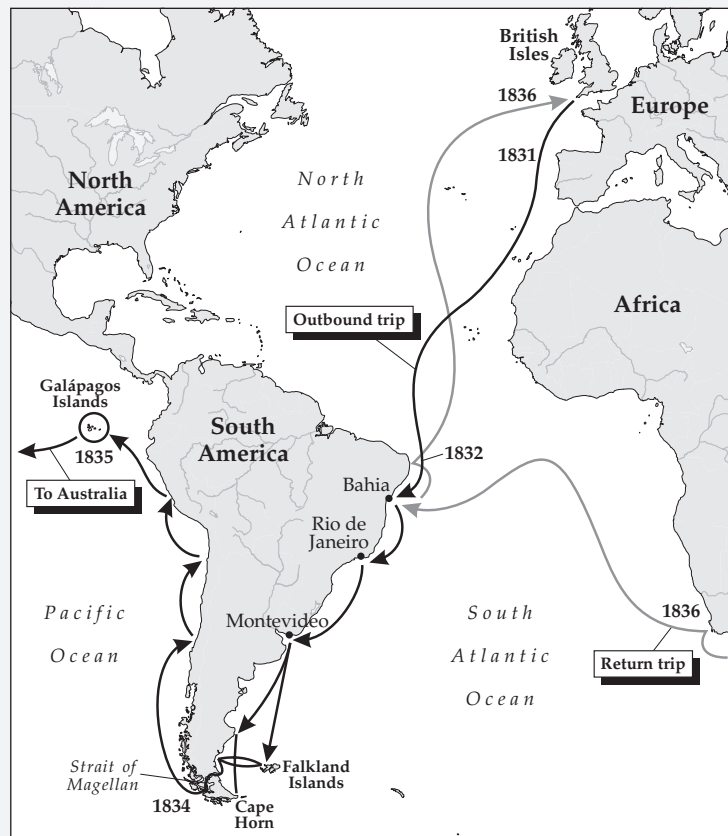 British
Isles
1836
Europe
1831
North
America
North
Atlantic
Ocean
Outbound trip
Africa
Galápagos
Islands
1835
To Australia
South
America
1832
Bahia
Rio de
Janeiro
Pacific
Ocean
Montevideo
South
Atlantic
Ocean
1836
Return trip
Strait of
Magellan
1834
Falkland
Islands
Cape
Horn